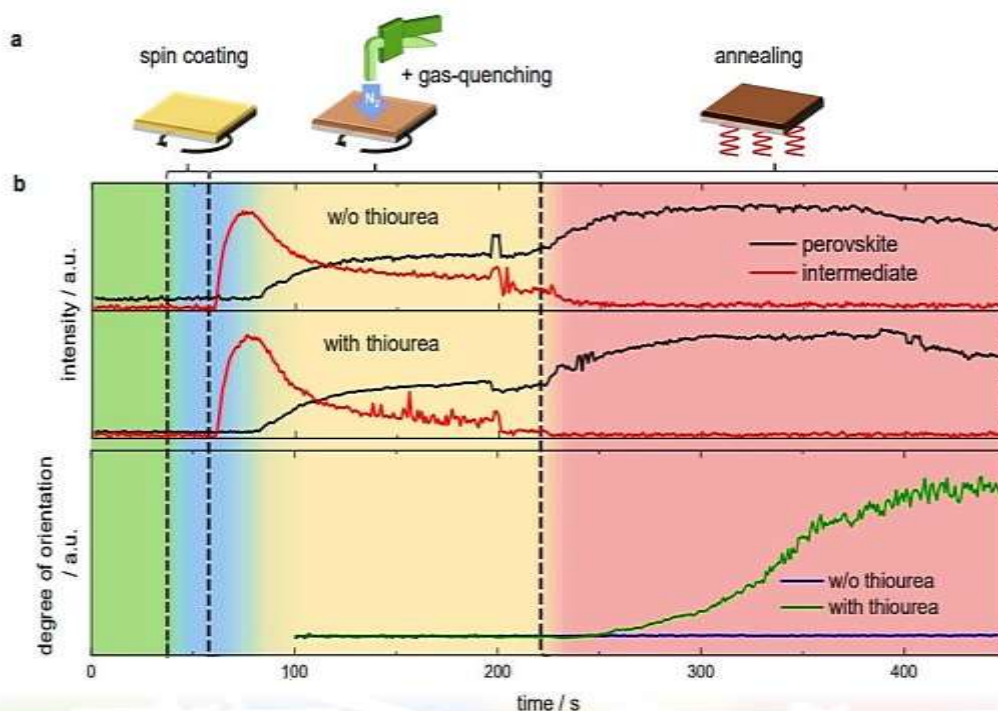 a
spin coating
+ gas-quenching
N2
annealing
b
w/o thiourea
perovskite
intermediate
with thiourea
intensity / a.u.
degree of orientation
/ a.u.
w/o thiourea
with thiourea
0
100
200
300
400
time / s